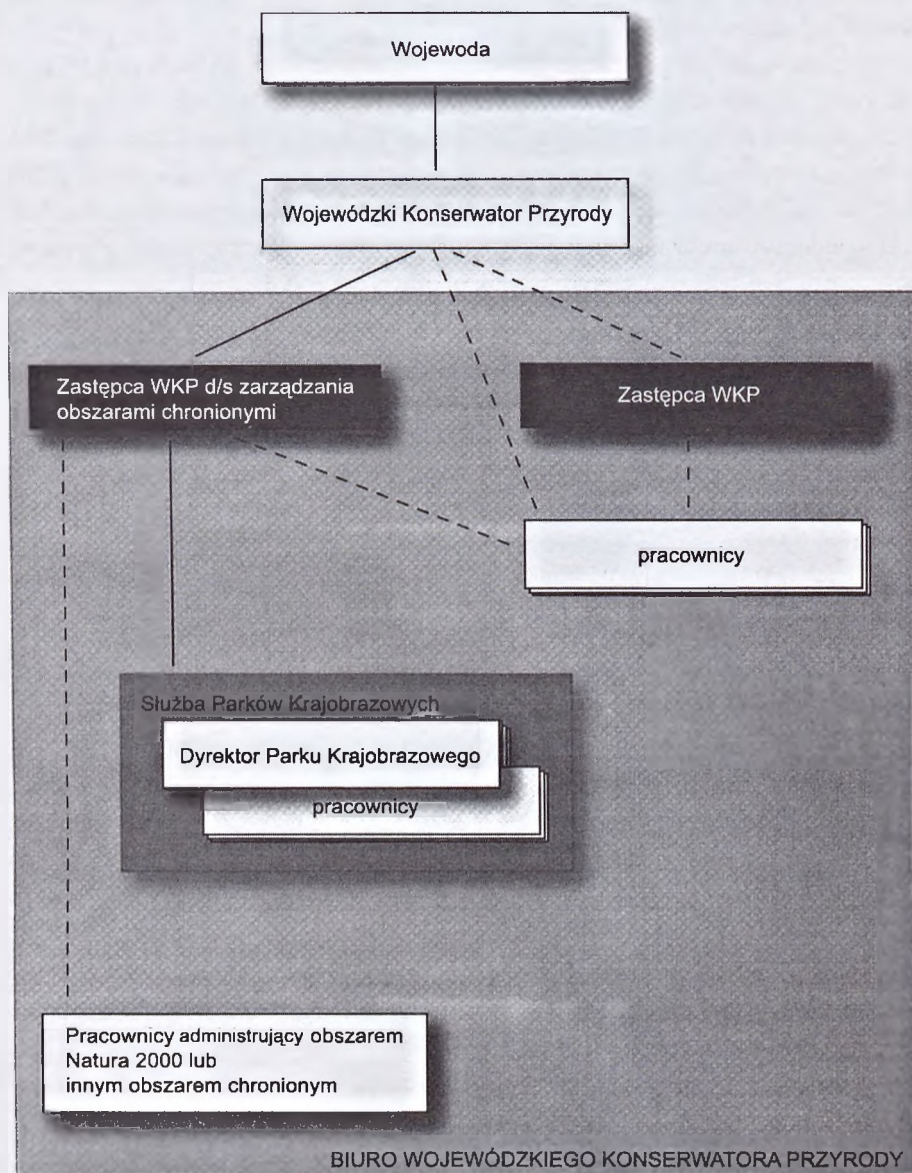 Wojewoda
Wojewódzki Konserwator Przyrody
Zastępca WKP d/s zarządzania
obszarami chronionymi
Zastępca WKP
pracownicy
Służba Parków Krajobrazowych
Dyrektor Parku Krajobrazowego
pracownicy
Pracownicy administrujący obszarem
Natura 2000 lub
innym obszarem chronionym
BIURO WOJEWÓDZKIEGO KONSERWATORA PRZYRODY